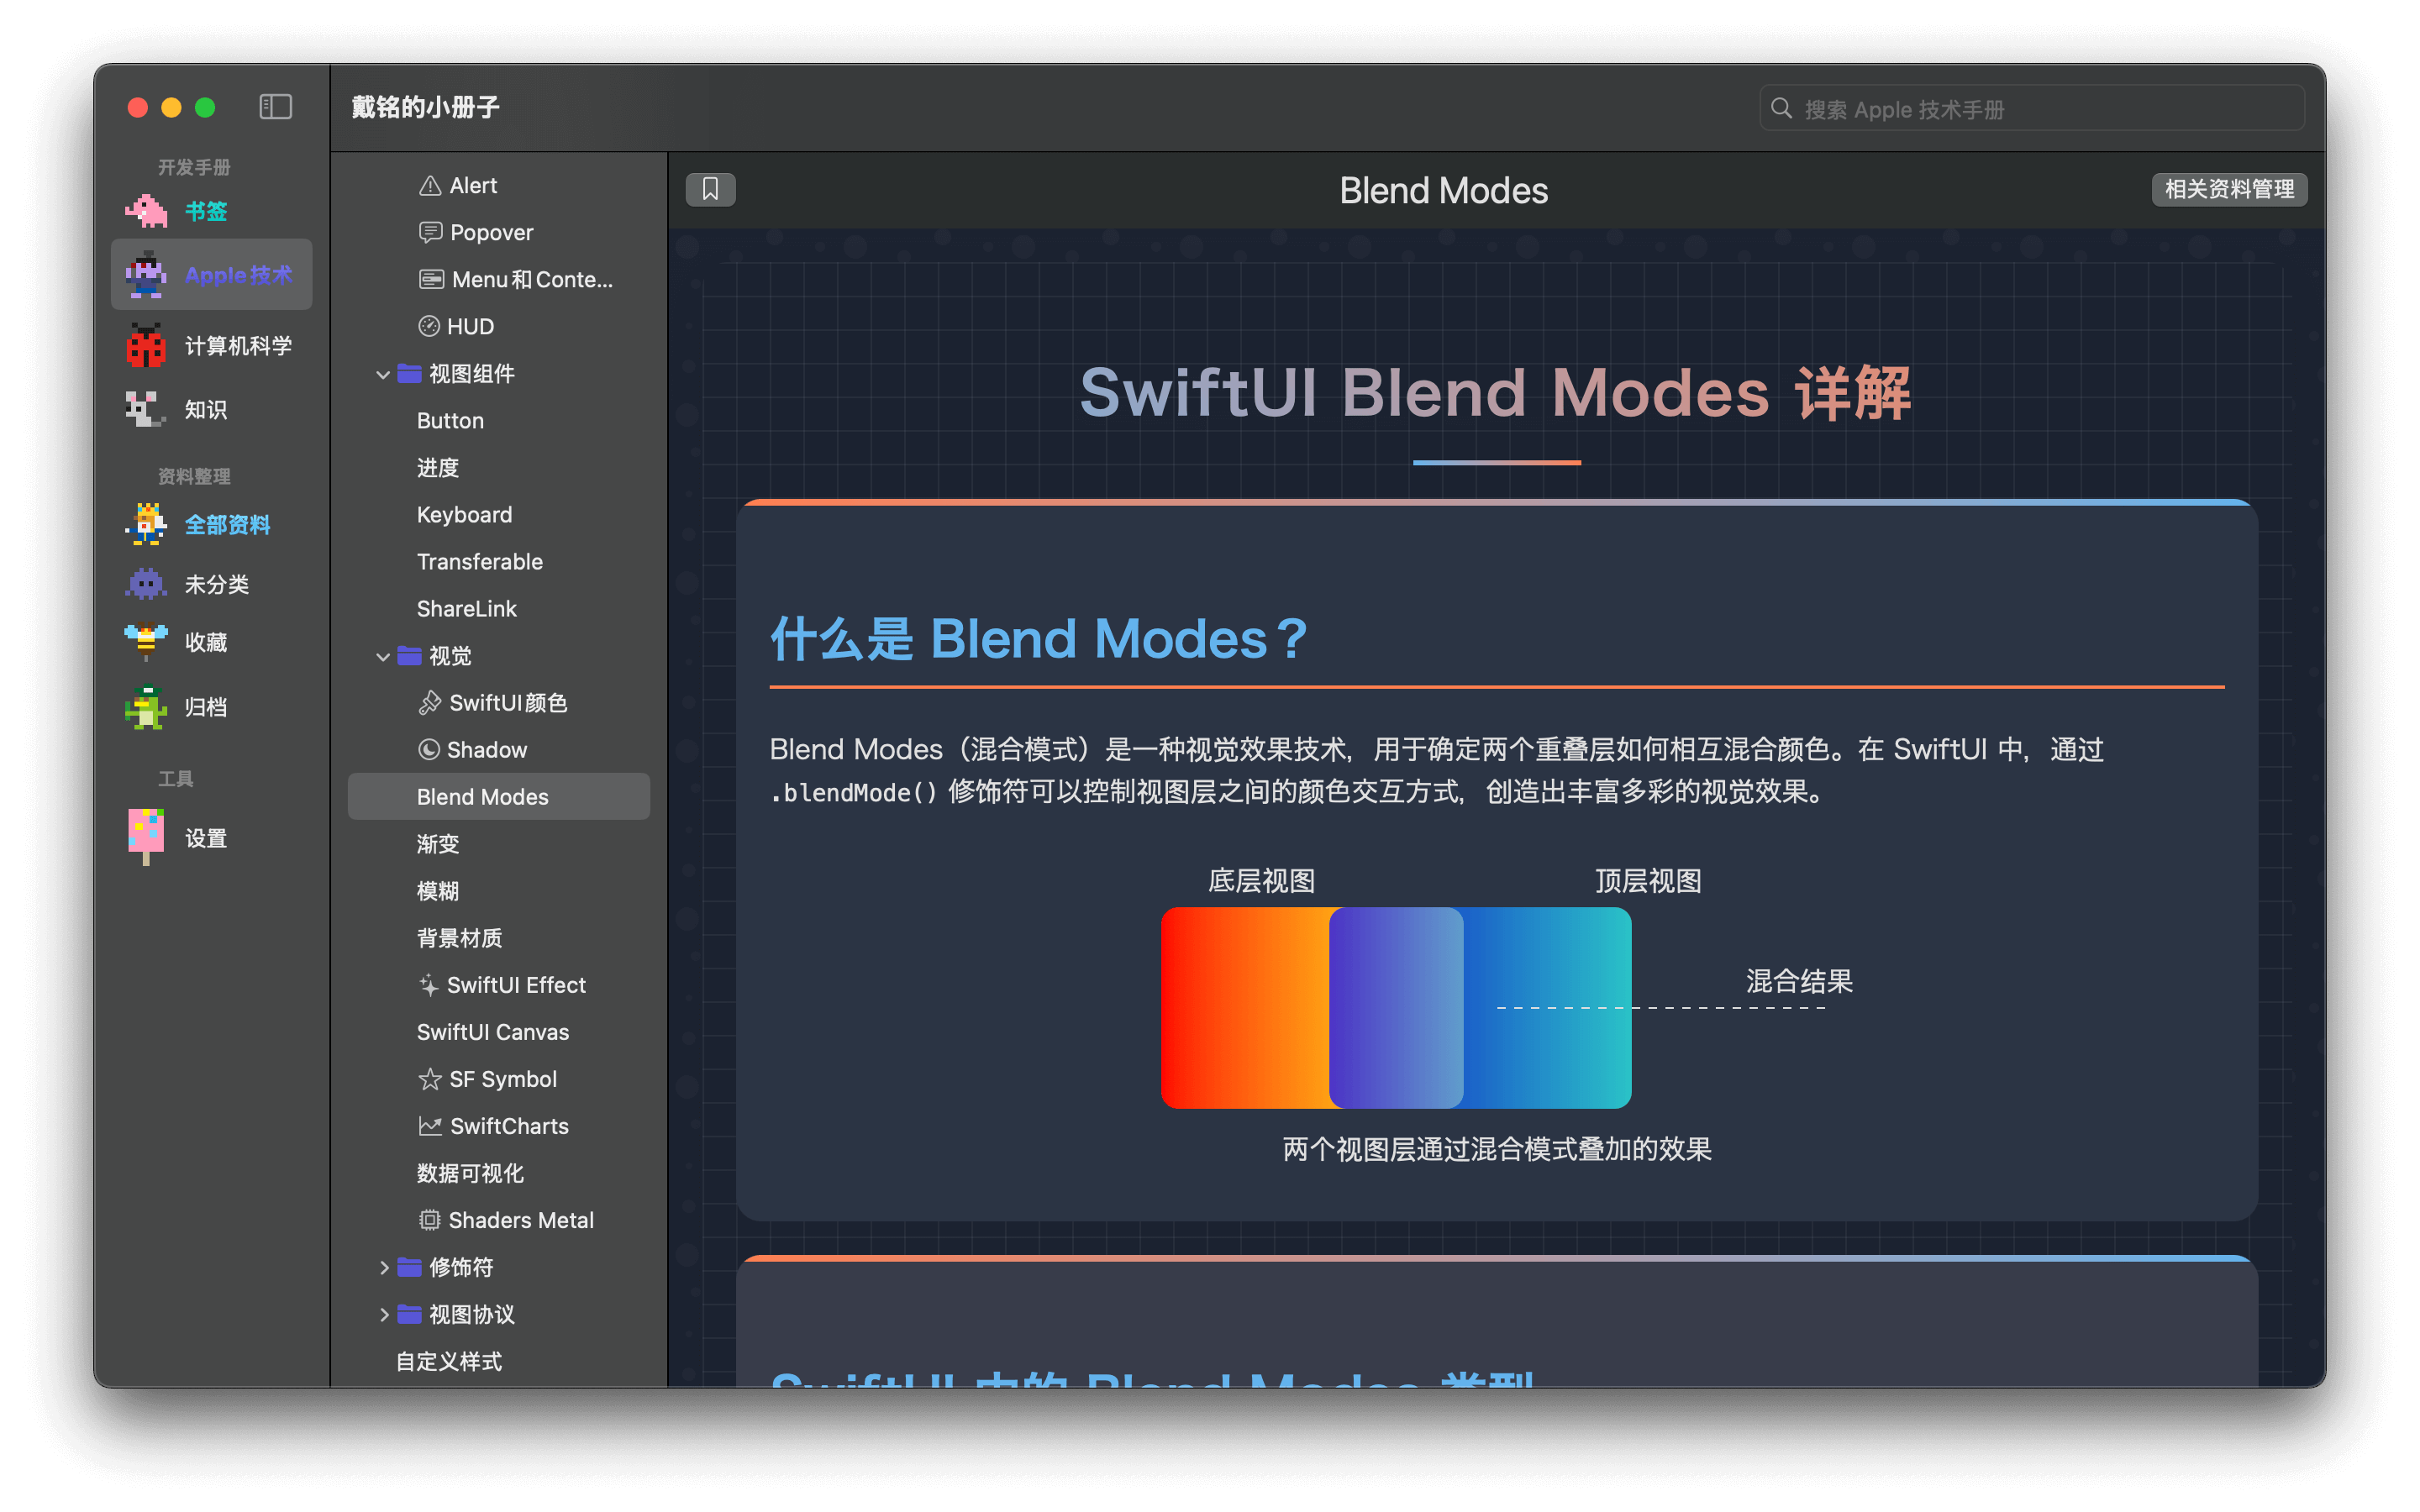 戴铭的小册子
搜索 Apple 技术手册
开发手册
书签
Apple技术
计算机科学
知识
资料整理
全部资料
未分类
收藏
归档
工具
设置
Alert
Popover
Menu和Conte...
HUD
视图组件
Button
进度
Keyboard
Transferable
ShareLink
视觉
SwiftUI颜色
Shadow
Blend Modes
渐变
模糊
背景材质
SwiftUI Effect
SwiftUI Canvas
SF Symbol
SwiftCharts
数据可视化
Shaders Metal
修饰符
视图协议
自定义样式
Blend Modes
相关资料管理
SwiftUI Blend Modes 详解
什么是 Blend Modes？
Blend Modes（混合模式）是一种视觉效果技术，用于确定两个重叠层如何相互混合颜色。在 SwiftUI 中，通过
.blendMode() 修饰符可以控制视图层之间的颜色交互方式，创造出丰富多彩的视觉效果。
底层视图
顶层视图
混合结果
两个视图层通过混合模式叠加的效果
SwiftUI 中的 Blend Modes 类型